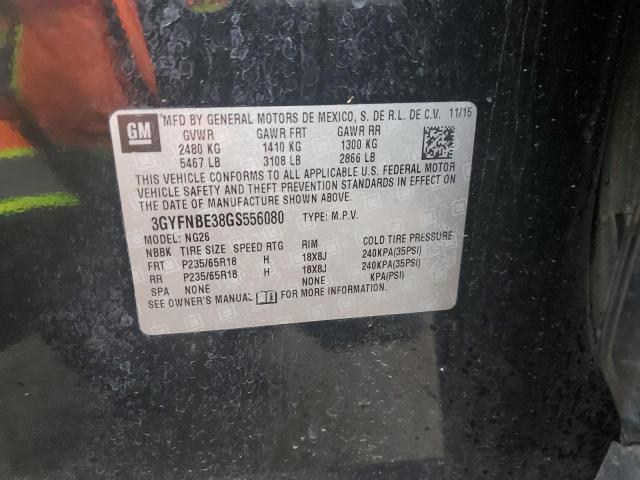 GM MFD BY GENERAL MOTORS DE MEXICO, S. DE R.L. DE C.V. 11/15
GVWR GAWR FRT GAWR RR
2480 KG 1410 KG 1300 KG
5467 LB 3108 LB 2866 LB
THIS VEHICLE CONFORMS TO ALL APPLICABLE U.S. FEDERAL MOTOR
VEHICLE SAFETY AND THEFT PREVENTION STANDARDS IN EFFECT ON
THE DATE OF MANUFACTURE SHOWN ABOVE.
3GYFNBE38GS556080 TYPE: M.P.V.
MODEL: NG26
NBBK TIRE SIZE SPEED RTG RIM COLD TIRE PRESSURE
FRT P235/65R18 H 18X8J 240KPA(35PSI)
RR P235/65R18 H 18X8J 240KPA(35PSI)
SPA NONE NONE KPA(PSI)
SEE OWNER'S MANUAL FOR MORE INFORMATION.